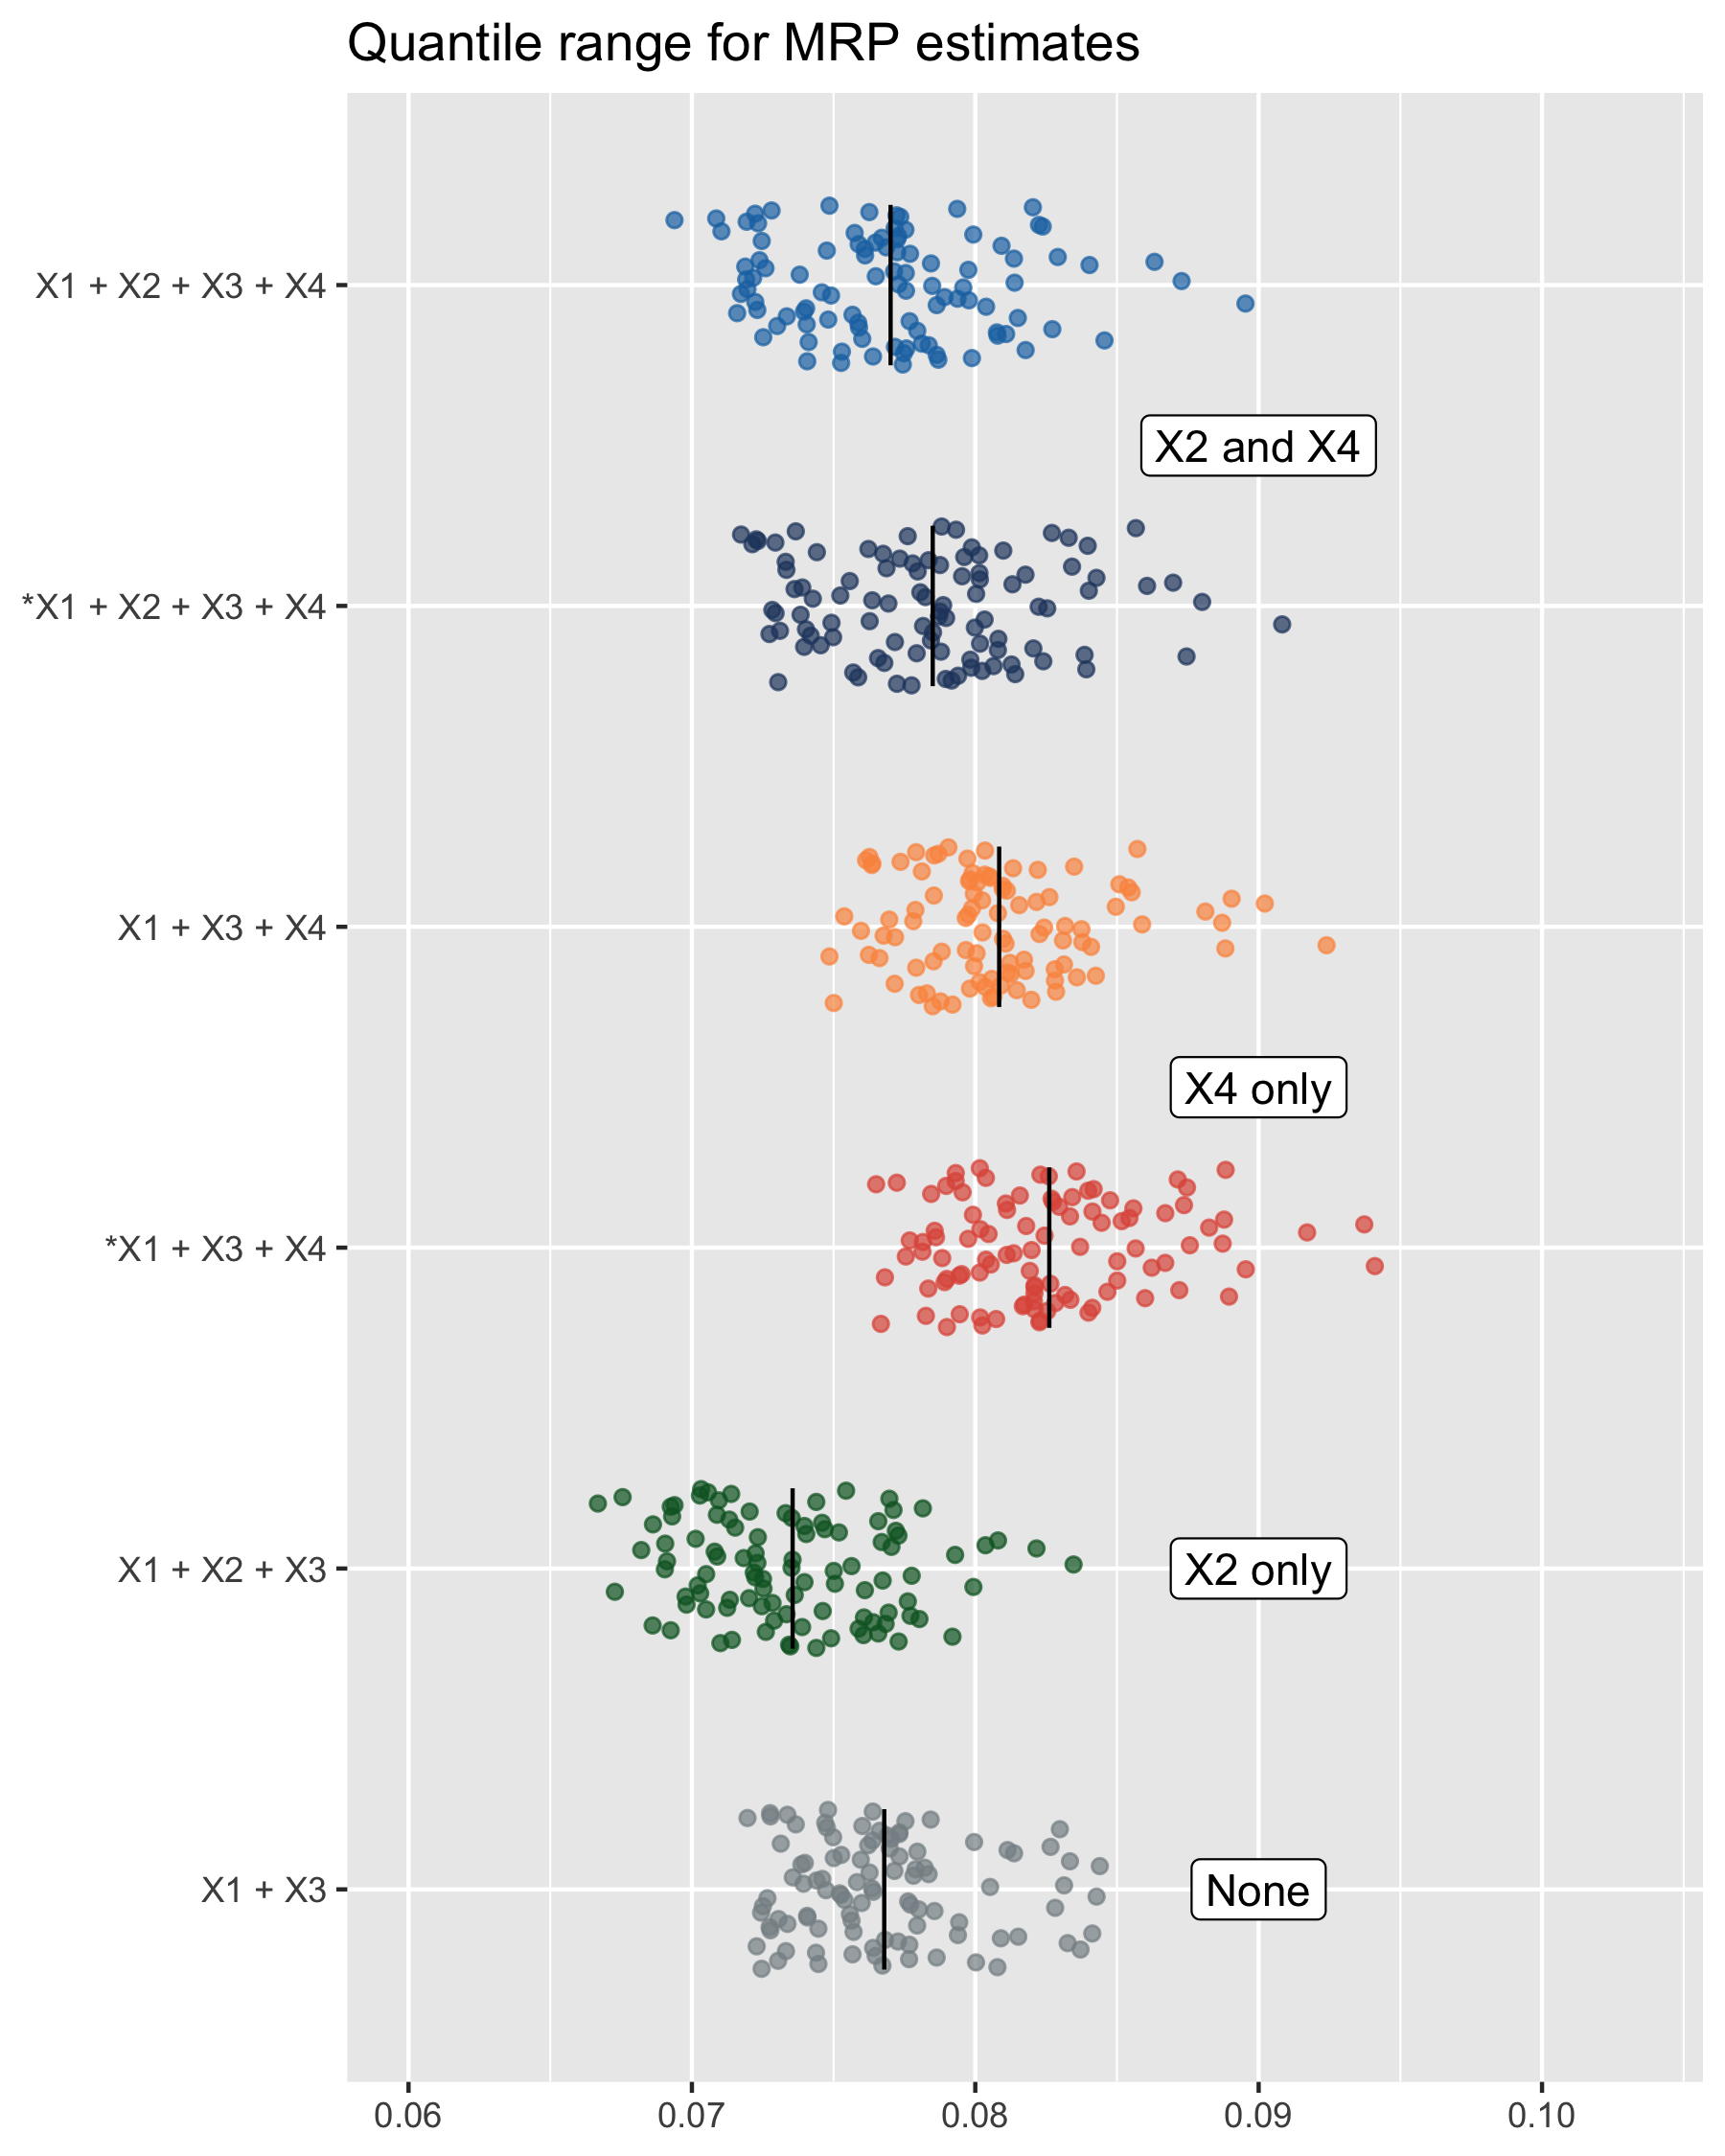 Quantile range for MRP estimates
X1 + X2 + X3 + X4
X2 and X4
*X1 + X2 + X3 + X4
X1 + X3 + X4
X4 only
*X1 + X3 + X4
X1 + X2 + X3
X2 only
X1 + X3
None
0.06 0.07 0.08 0.09 0.10